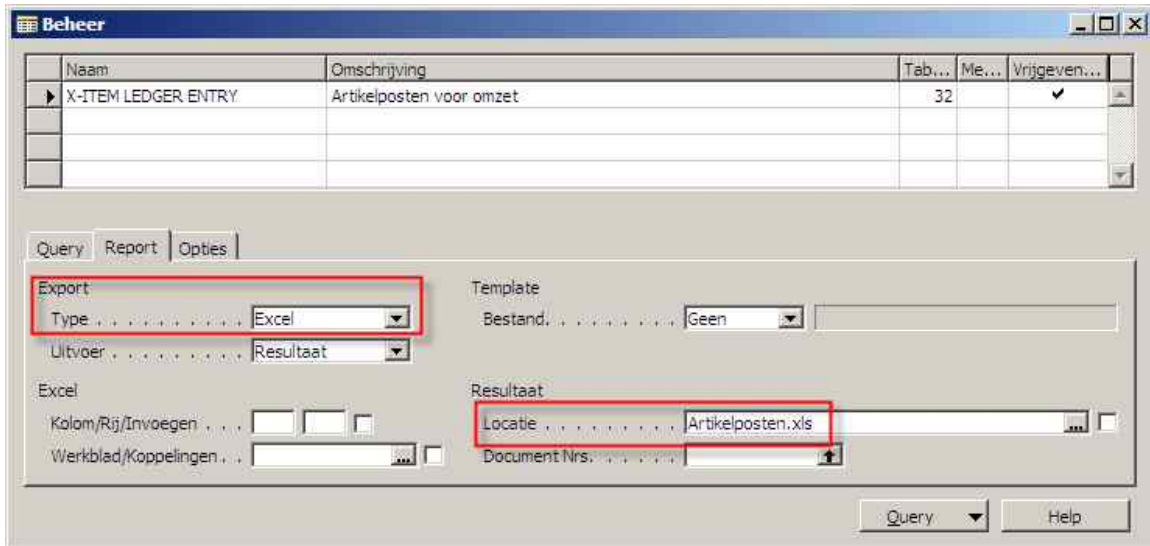 Beheer
Naam Omschrijving Tab... Me... Vrijgeven...
X-ITEM LEDGER ENTRY Artikelposten voor omzet 32
Query Report Opties
Export Template
Type . . . . . . . . . . Excel Bestand. . . . . . . . . . Geen
Uitvoer . . . . . . . . . Resultaat
Excel Resultaat
Kolom/Rij/Invoegen . . . Locatie . . . . . . . . . . Artikelposten.xls ...
Werkblad/Koppelingen . . ... Document Nrs. . . . . .
Query Help